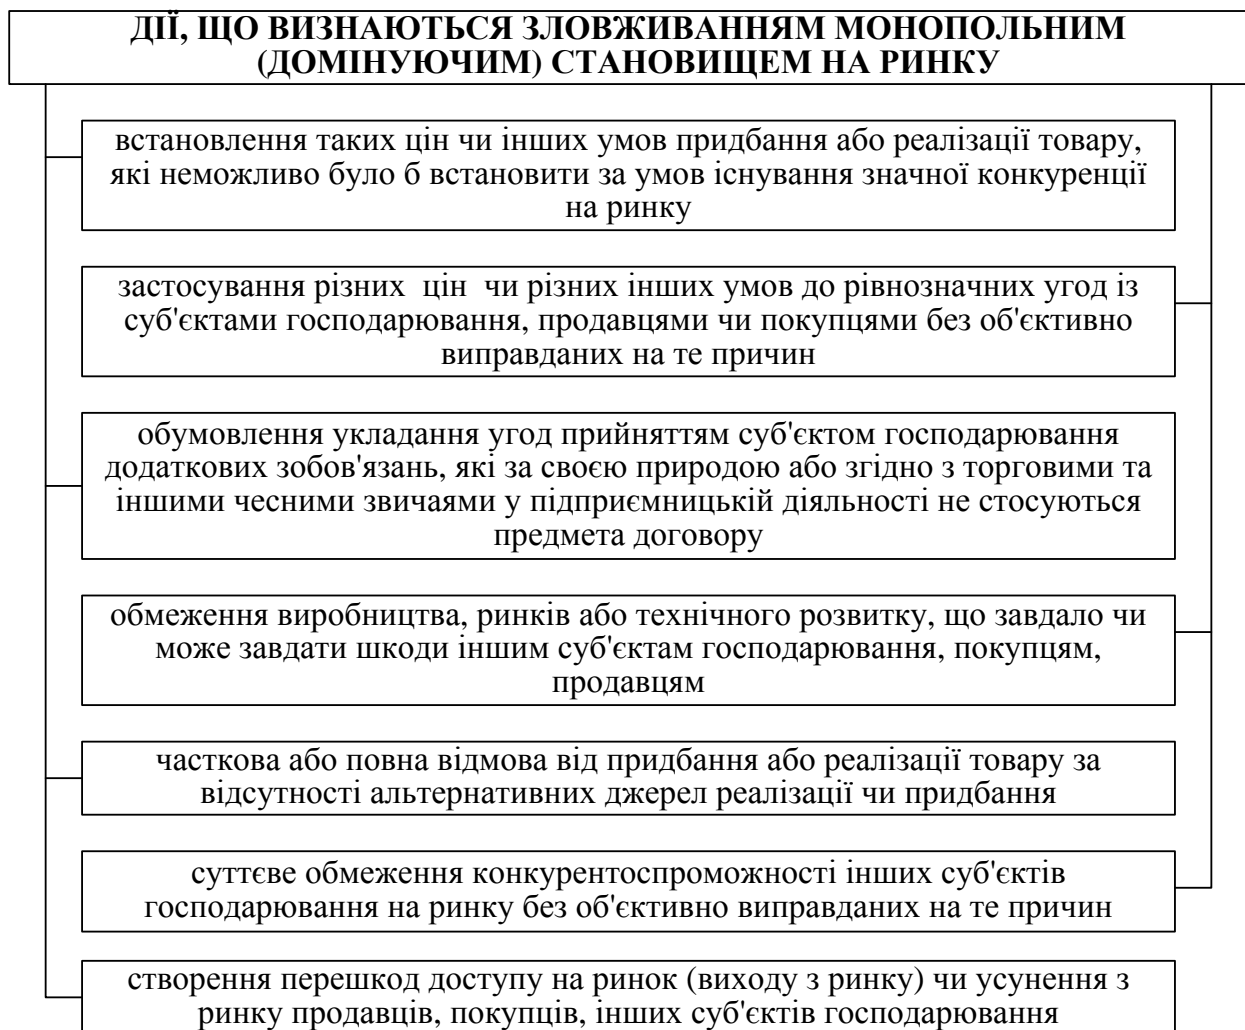 ДІЇ, ЩО ВИЗНАЮТЬСЯ ЗЛОВЖИВАННЯМ МОНОПОЛЬНИМ
(ДОМІНУЮЧИМ) СТАНОВИЩЕМ НА РИНКУ
встановлення таких цін чи інших умов придбання або реалізації товару,
які неможливо було б встановити за умов існування значної конкуренції
на ринку
застосування різних цін чи різних інших умов до рівнозначних угод із
суб'єктами господарювання, продавцями чи покупцями без об'єктивно
виправданих на те причин
обумовлення укладання угод прийняттям суб'єктом господарювання
додаткових зобов'язань, які за своєю природою або згідно з торговими та
іншими чесними звичаями у підприємницькій діяльності не стосуються
предмета договору
обмеження виробництва, ринків або технічного розвитку, що завдало чи
може завдати шкоди іншим суб'єктам господарювання, покупцям,
продавцям
часткова або повна відмова від придбання або реалізації товару за
відсутності альтернативних джерел реалізації чи придбання
суттєве обмеження конкурентоспроможності інших суб'єктів
господарювання на ринку без об'єктивно виправданих на те причин
створення перешкод доступу на ринок (виходу з ринку) чи усунення з
ринку продавців, покупців, інших суб'єктів господарювання